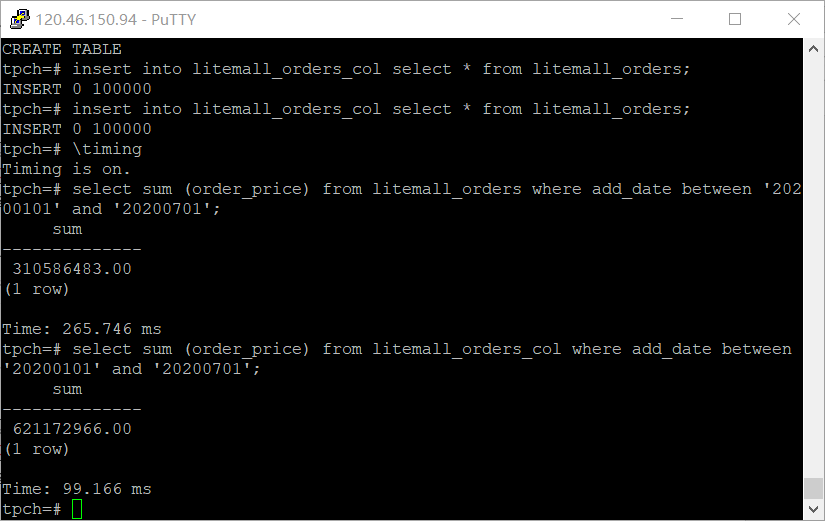 120.46.150.94 - PuTTY
CREATE TABLE
tpch=# insert into litemall_orders_col select * from litemall_orders;
INSERT 0 100000
tpch=# insert into litemall_orders_col select * from litemall_orders;
INSERT 0 100000
tpch=# \timing
Timing is on.
tpch=# select sum (order_price) from litemall_orders where add_date between '202
00101' and '20200701';
     sum
--------------
 310586483.00
(1 row)

Time: 265.746 ms
tpch=# select sum (order_price) from litemall_orders_col where add_date between
'20200101' and '20200701';
     sum
--------------
 621172966.00
(1 row)

Time: 99.166 ms
tpch=#